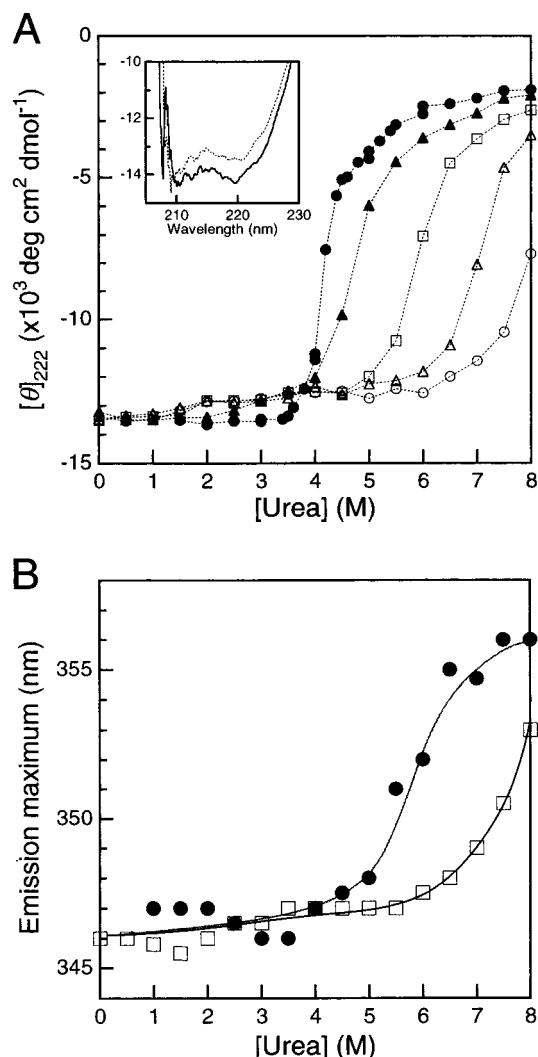 A
0
-5
-10
-15
[θ]222 (x10³ deg cm² dmol⁻¹)
-10
-12
-14
210 220 230
Wavelength (nm)
0 1 2 3 4 5 6 7 8
[Urea] (M)
B
355
350
345
Emission maximum (nm)
0 1 2 3 4 5 6 7 8
[Urea] (M)